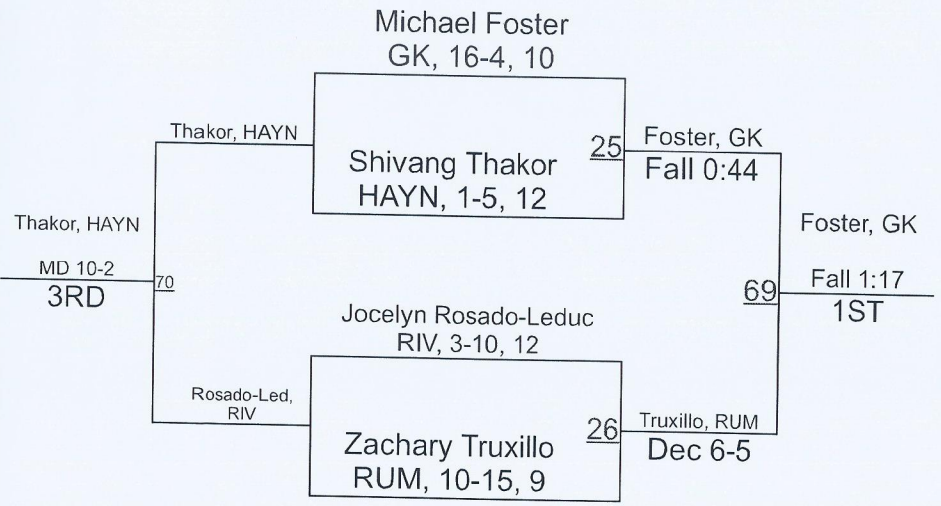 Michael Foster
GK, 16-4, 10
Thakor, HAYN
Shivang Thakor
HAYN, 1-5, 12
25
Foster, GK
Fall 0:44
Thakor, HAYN
MD 10-2
3RD
70
Foster, GK
Fall 1:17
1ST
69
Jocelyn Rosado-Leduc
RIV, 3-10, 12
Rosado-Led,
RIV
Zachary Truxillo
RUM, 10-15, 9
26
Truxillo, RUM
Dec 6-5